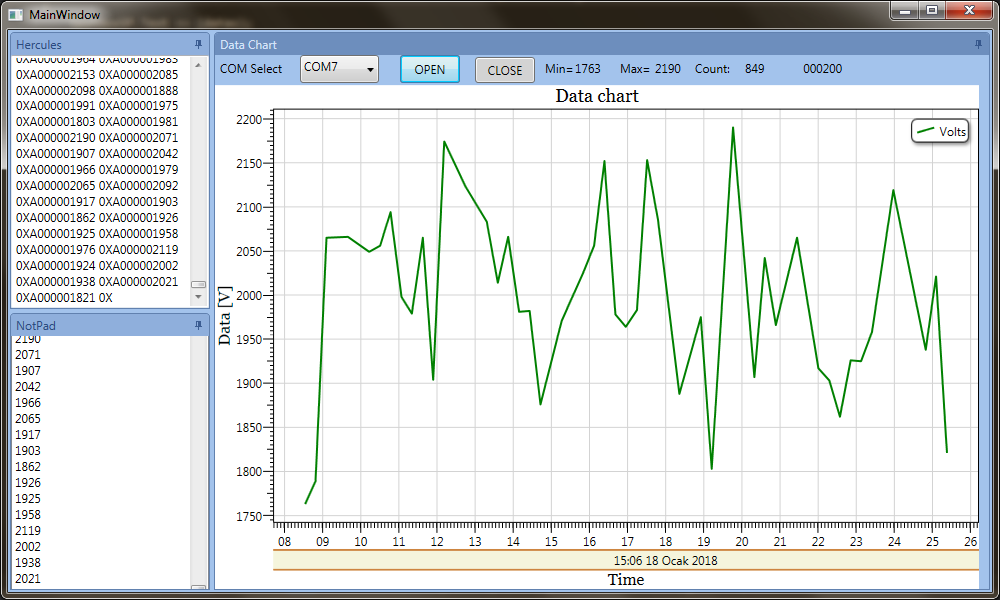 MainWindow
Hercules
0XA000001964 0XA000001983
0XA000002153 0XA000002085
0XA000002098 0XA000001888
0XA000001991 0XA000001975
0XA000001803 0XA000001981
0XA000002190 0XA000002071
0XA000001907 0XA000002042
0XA000001966 0XA000001979
0XA000002065 0XA000002092
0XA000001917 0XA000001903
0XA000001862 0XA000001926
0XA000001925 0XA000001958
0XA000001976 0XA000002119
0XA000001924 0XA000002002
0XA000001938 0XA000002021
0XA000001821 0X
NotPad
2190
2071
1907
2042
1966
2065
1917
1903
1862
1926
1925
1958
2119
2002
1938
2021
Data Chart
COM Select COM7 OPEN CLOSE Min= 1763 Max= 2190 Count: 849 000200
Data chart
Volts
Data [V]
2200
2150
2100
2050
2000
1950
1900
1850
1800
1750
08 09 10 11 12 13 14 15 16 17 18 19 20 21 22 23 24 25 26
15:06 18 Ocak 2018
Time